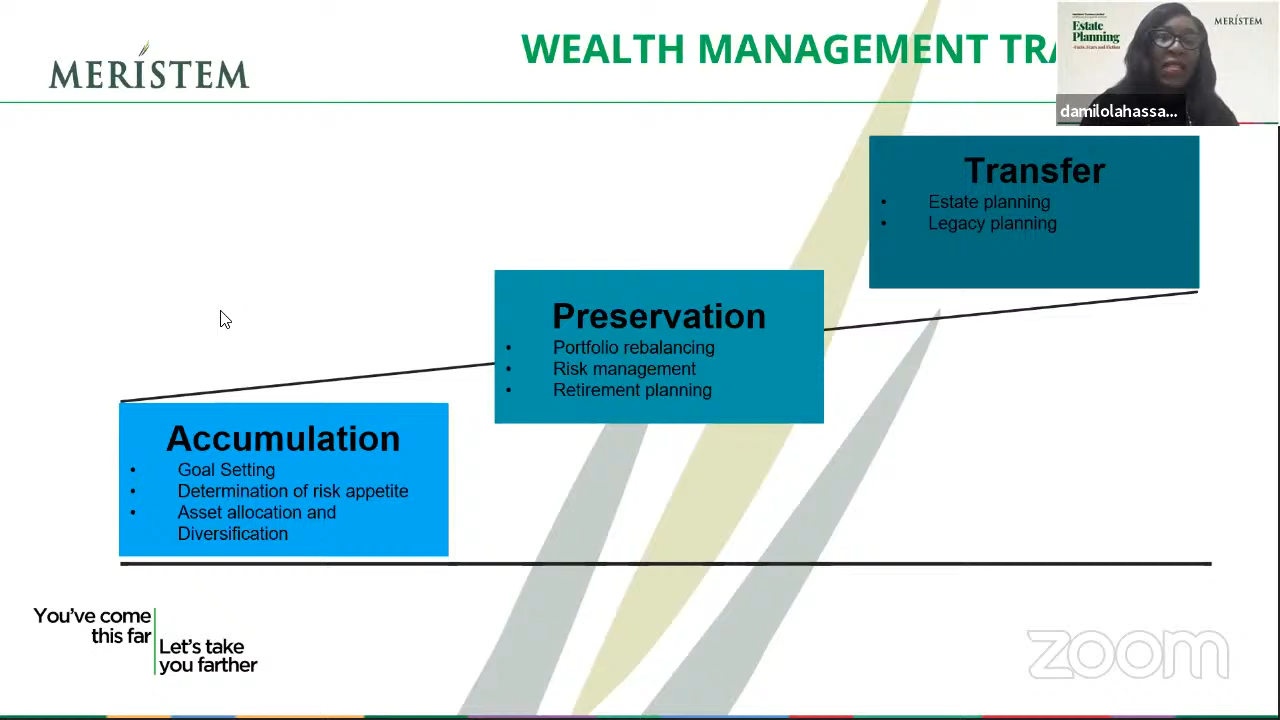 MERÍSTEM
WEALTH MANAGEMENT TRA
Estate
Planning
MERÍSTEM
damilolahassa...
Transfer
• Estate planning
• Legacy planning
Preservation
• Portfolio rebalancing
• Risk management
• Retirement planning
Accumulation
• Goal Setting
• Determination of risk appetite
• Asset allocation and
Diversification
You've come
this far
Let's take
you farther
zoom